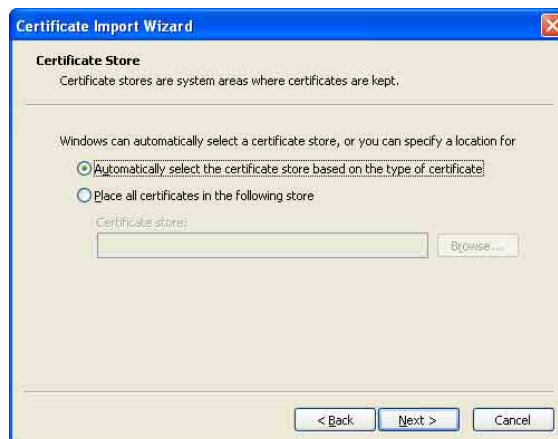 Certificate Import Wizard
Certificate Store
Certificate stores are system areas where certificates are kept.
Windows can automatically select a certificate store, or you can specify a location for
Automatically select the certificate store based on the type of certificate
Place all certificates in the following store
Certificate store:
Browse...
< Back
Next >
Cancel